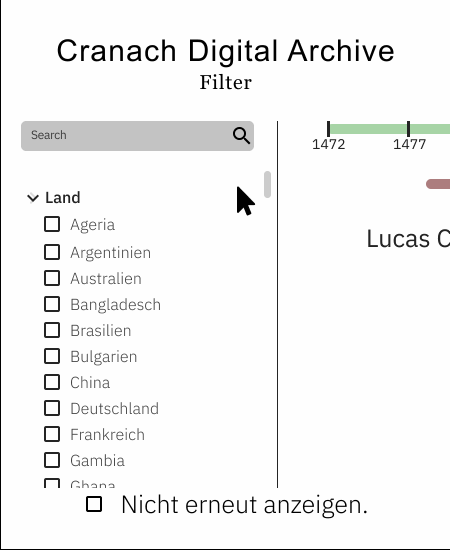 Cranach Digital Archive
Filter
Search
1472 1477
Land
Lucas C
Ageria
Argentinien
Australien
Bangladesch
Brasilien
Bulgarien
China
Deutschland
Frankreich
Gambia
Ghana
Nicht erneut anzeigen.